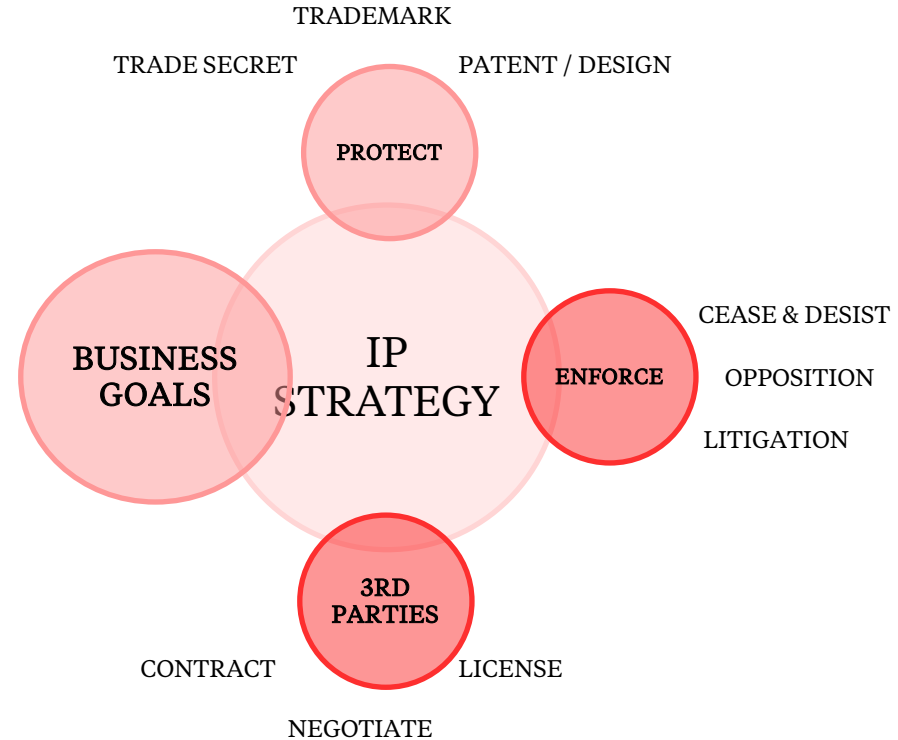 TRADEMARK
TRADE SECRET
PATENT / DESIGN
PROTECT
BUSINESS
GOALS
IP
STRATEGY
ENFORCE
CEASE & DESIST
OPPOSITION
LITIGATION
3RD
PARTIES
CONTRACT
LICENSE
NEGOTIATE